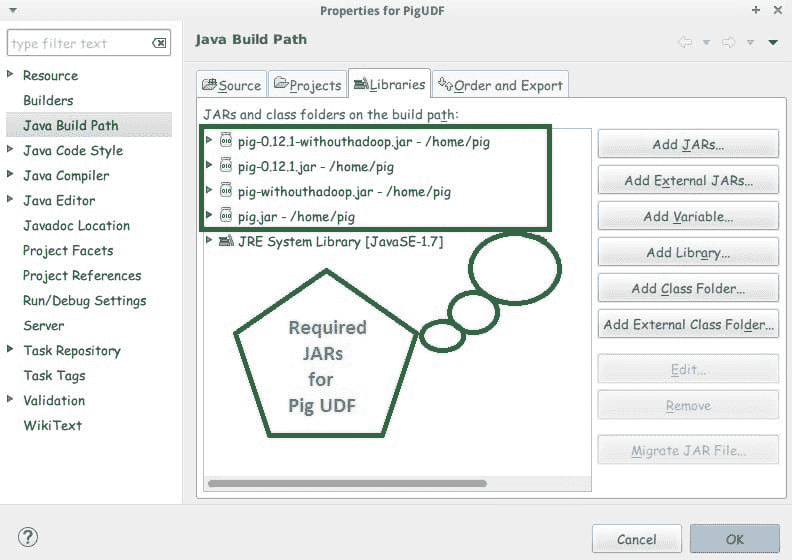 Properties for PigUDF
type filter text
Java Build Path
Resource
Builders
Java Build Path
Java Code Style
Java Compiler
Java Editor
Javadoc Location
Project Facets
Project References
Run/Debug Settings
Server
Task Repository
Task Tags
Validation
WikiText
Source Projects Libraries Order and Export
JARs and class folders on the build path:
pig-0.12.1-withouthadoop.jar - /home/pig
pig-0.12.1.jar - /home/pig
pig-withouthadoop.jar - /home/pig
pig.jar - /home/pig
JRE System Library [JavaSE-1.7]
Required
JARs
for
Pig UDF
Add JARs...
Add External JARs...
Add Variable...
Add Library...
Add Class Folder...
Add External Class Folder...
Edit...
Remove
Migrate JAR File...
Cancel OK